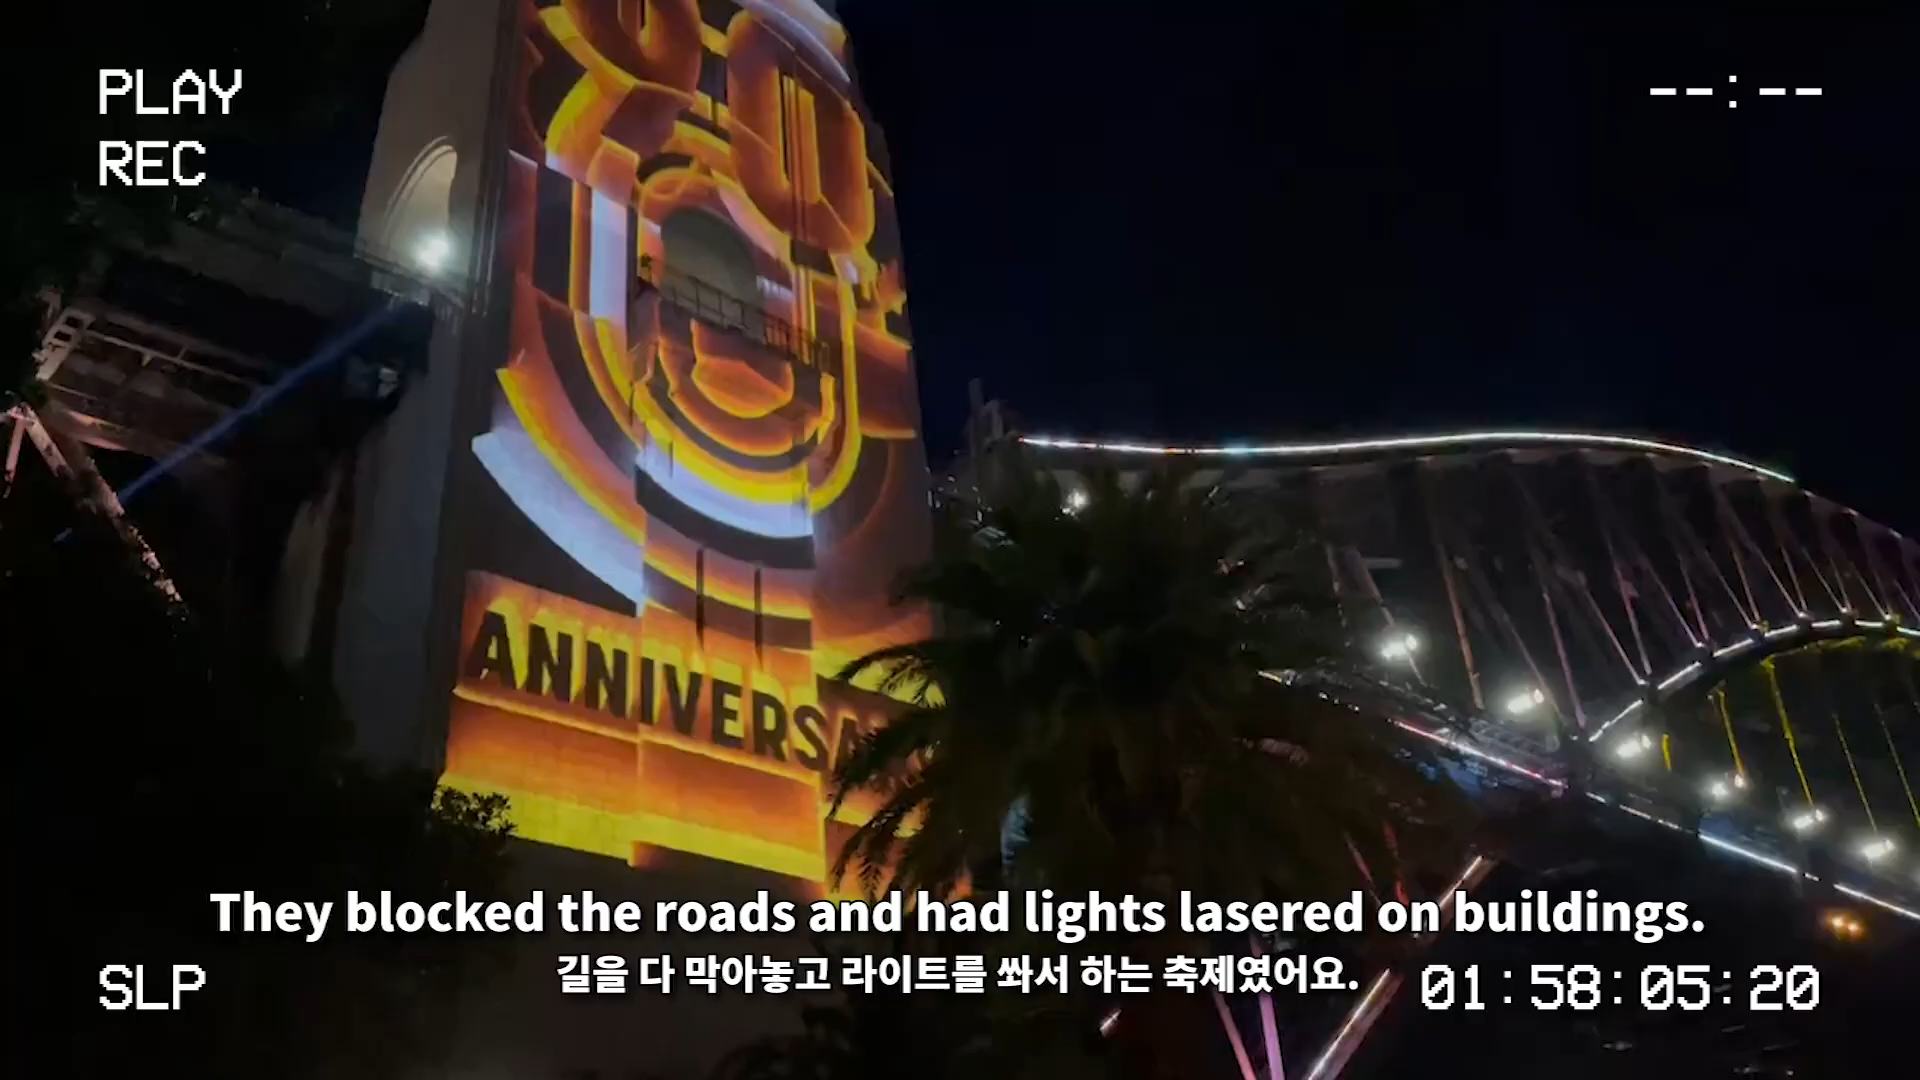 PLAY
REC
--:--
80
ANNIVERSA
They blocked the roads and had lights lasered on buildings.
길을 다 막아놓고 라이트를 쏴서 하는 축제였어요.
SLP
01:58:05:20